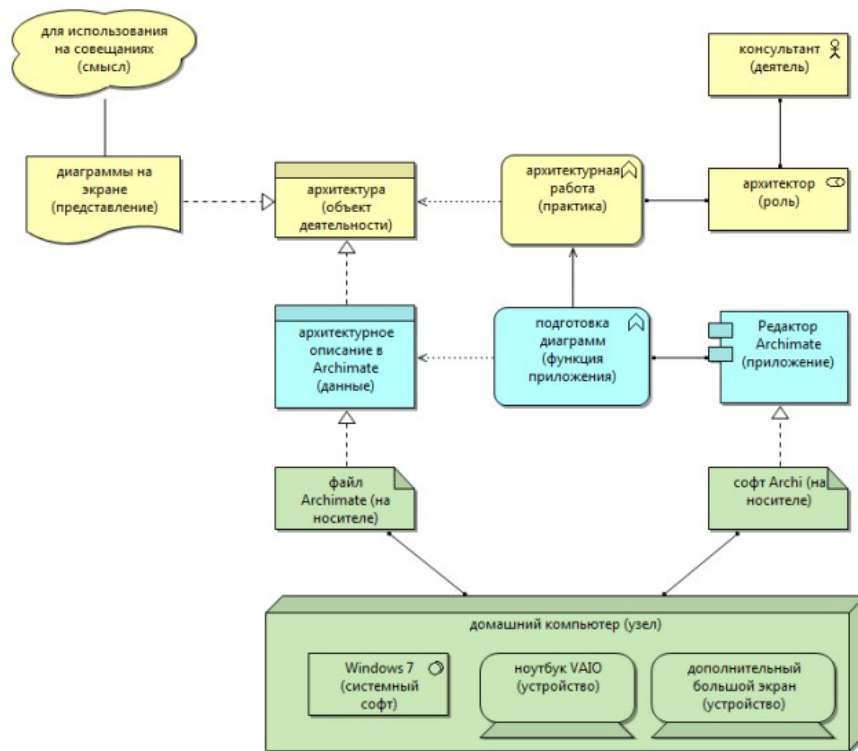 для использования
на совещаниях
(смысл)
консультант
(деятель)
диаграммы на
экране
(представление)
архитектура
(объект
деятельности)
архитектурная
работа
(практика)
архитектор
(роль)
архитектурное
описание в
Archimate
(данные)
подготовка
диаграмм
(функция
приложения)
Редактор
Archimate
(приложение)
файл
Archimate (на
носителе)
софт Archi (на
носителе)
домашний компьютер (узел)
Windows 7
(системный
софт)
ноутбук VAIO
(устройство)
дополнительный
большой экран
(устройство)